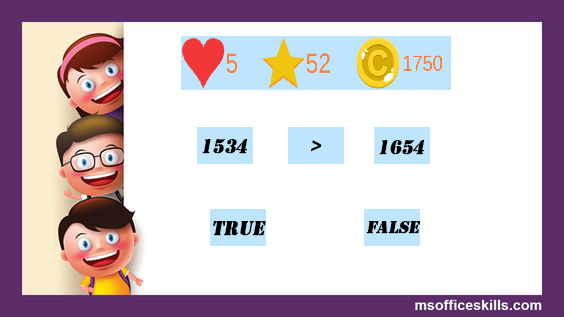 5 52 C 1750
1534 > 1654
TRUE FALSE
msofficeskills.com